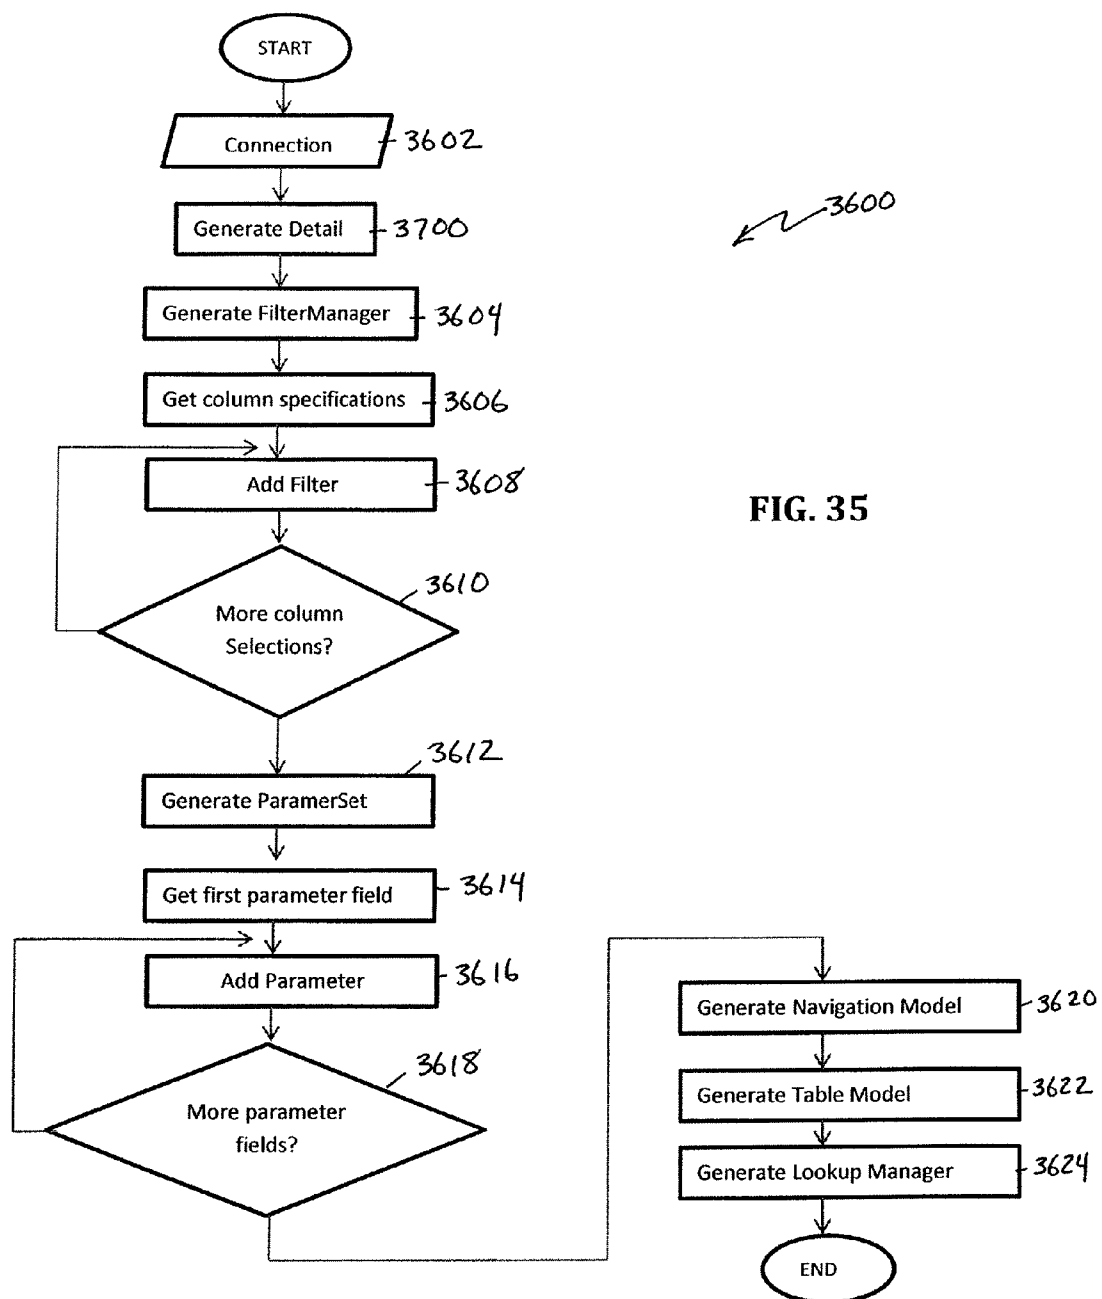 START
Connection
3602
3600
Generate Detail
3700
Generate FilterManager
3604
Get column specifications
3606
Add Filter
3608
FIG. 35
3610
More column
Selections?
3612
Generate ParamerSet
Get first parameter field
3614
Add Parameter
3616
3618
More parameter
fields?
Generate Navigation Model
3620
Generate Table Model
3622
Generate Lookup Manager
3624
END